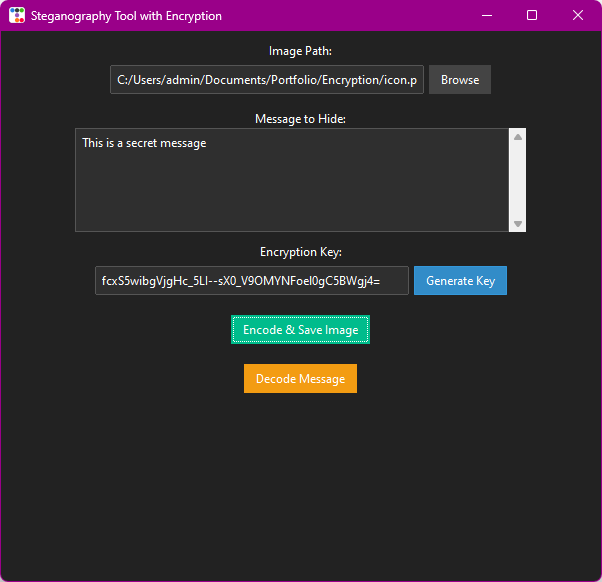 Steganography Tool with Encryption
Image Path:
C:/Users/admin/Documents/Portfolio/Encryption/icon.p
Browse
Message to Hide:
This is a secret message
Encryption Key:
fcxS5wibgVjgHc_5LI--sX0_V9OMYNFoeI0gC5BWgj4=
Generate Key
Encode & Save Image
Decode Message